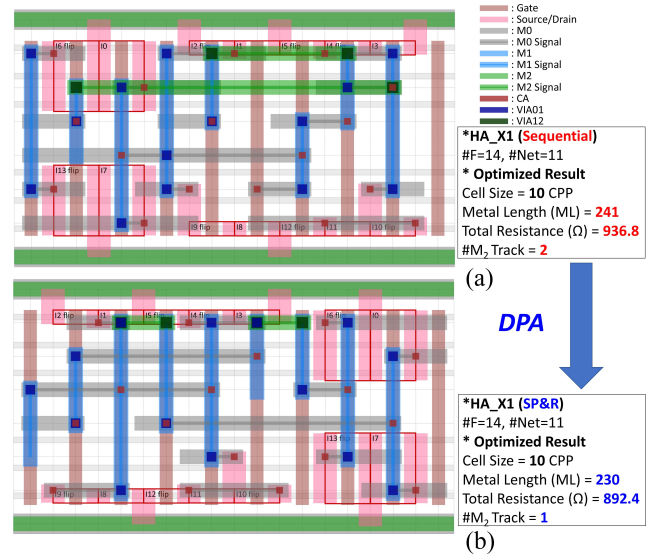 : Gate
: Source/Drain
: M0
: M0 Signal
: M1
: M1 Signal
: M2
: M2 Signal
: CA
: VIA01
: VIA12
I6 flip I0 I2 flip I1 I5 flip I4 flip I3
I13 flip I7
I9 flip I8 I12 flip I11 I10 flip
(a)
*HA_X1 (Sequential)
#F=14, #Net=11
* Optimized Result
Cell Size = 10 CPP
Metal Length (ML) = 241
Total Resistance (Ω) = 936.8
#M2 Track = 2
DPA
I2 flip I1 I5 flip I4 flip I3 I6 flip I0
I13 flip I7
I9 flip I8 I12 flip I11 I10 flip
(b)
*HA_X1 (SP&R)
#F=14, #Net=11
* Optimized Result
Cell Size = 10 CPP
Metal Length (ML) = 230
Total Resistance (Ω) = 892.4
#M2 Track = 1